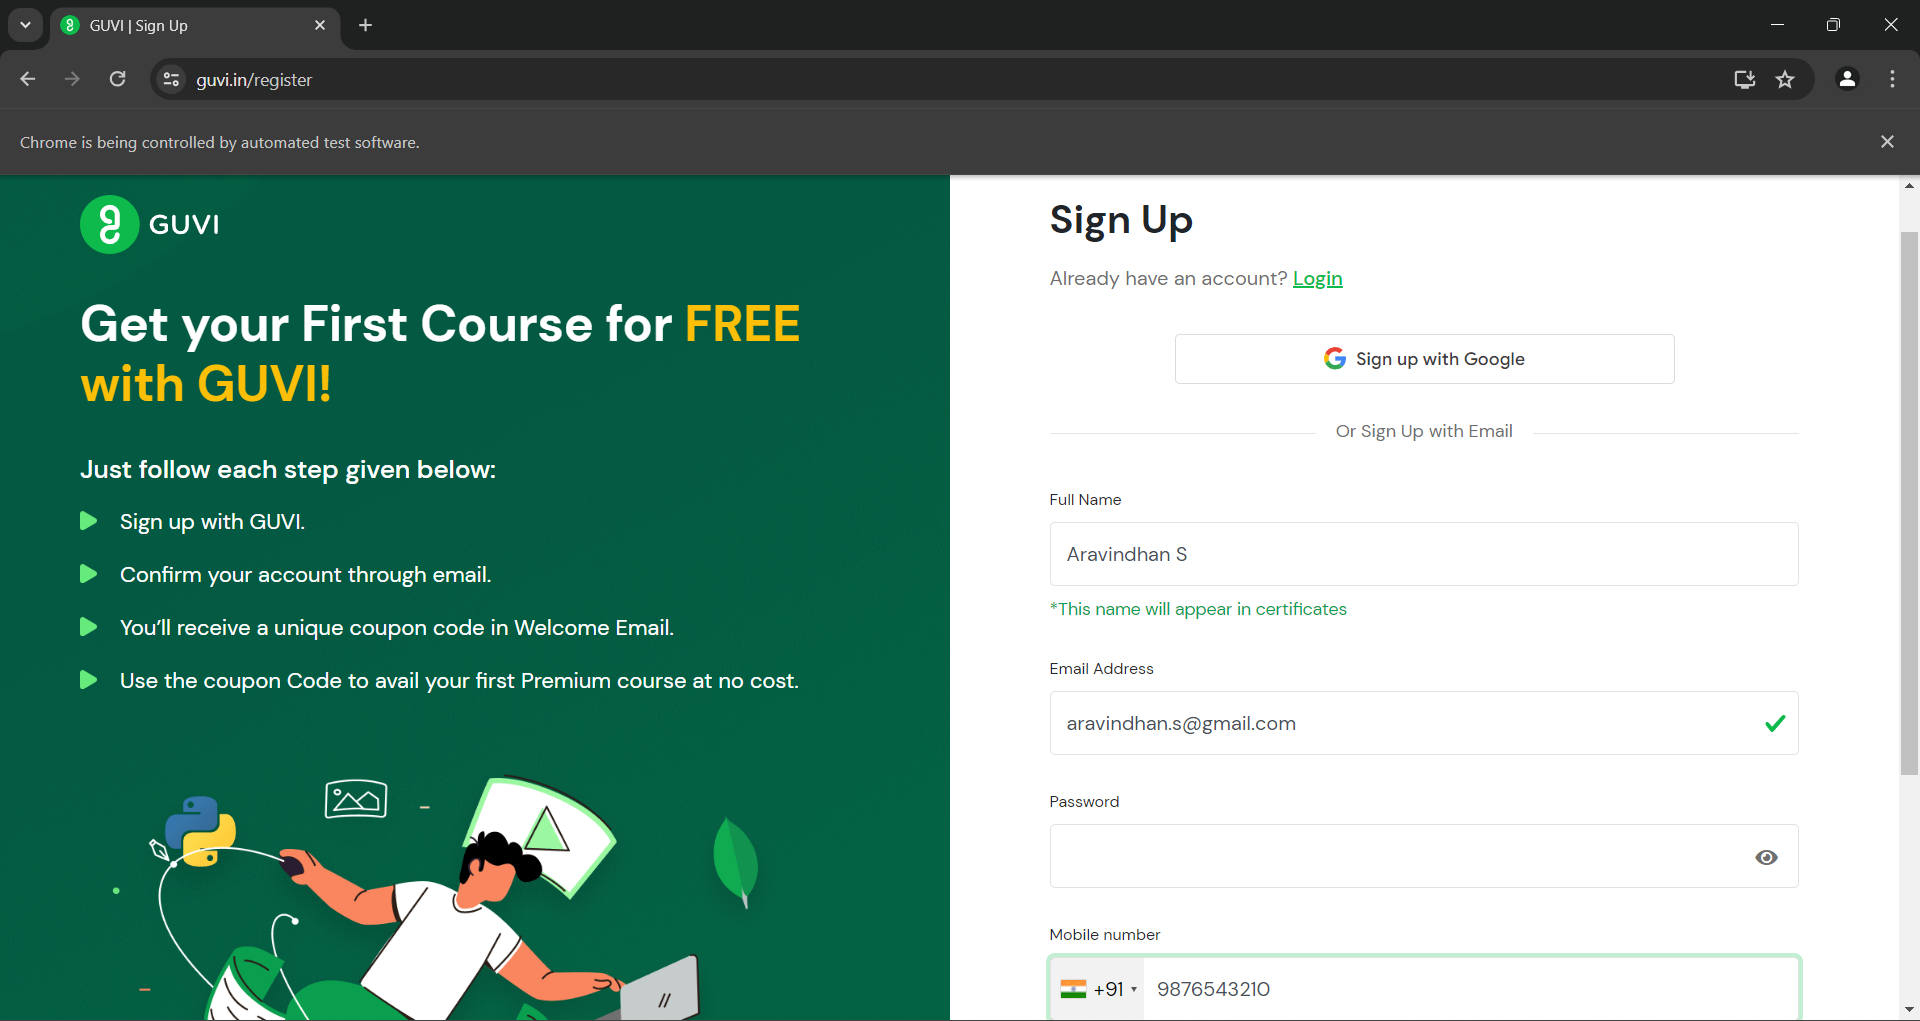 GUVI | Sign Up
guvi.in/register
Chrome is being controlled by automated test software.
GUVI
Get your First Course for FREE
with GUVI!
Just follow each step given below:
Sign up with GUVI.
Confirm your account through email.
You’ll receive a unique coupon code in Welcome Email.
Use the coupon Code to avail your first Premium course at no cost.
//
Sign Up
Already have an account? Login
Sign up with Google
Or Sign Up with Email
Full Name
Aravindhan S
*This name will appear in certificates
Email Address
aravindhan.s@gmail.com
Password
Mobile number
+91 9876543210